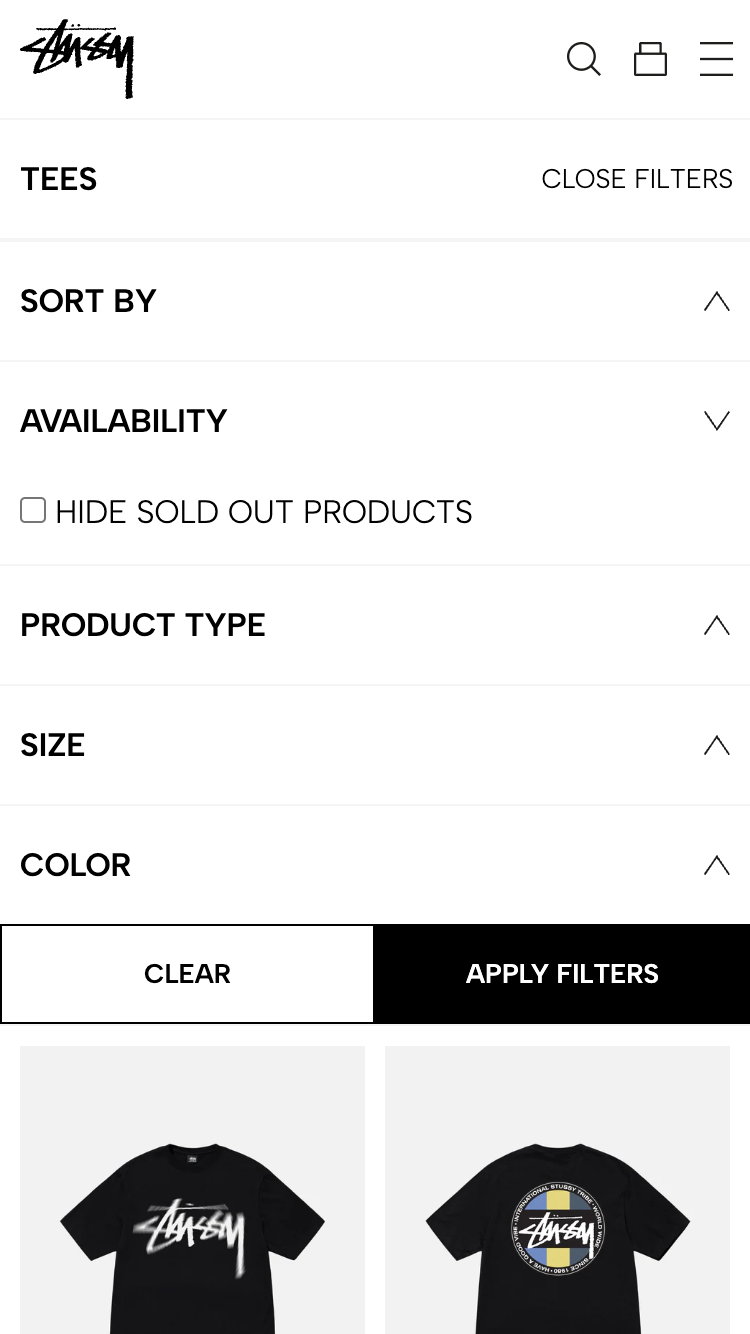 Stüssy
TEES
CLOSE FILTERS
SORT BY
AVAILABILITY
HIDE SOLD OUT PRODUCTS
PRODUCT TYPE
SIZE
COLOR
CLEAR
APPLY FILTERS
Stüssy
INTERNATIONAL STUSSY TRIBE • WORLD WIDE
Stüssy
SINCE 1980 • HAVE A GOOD VIBE